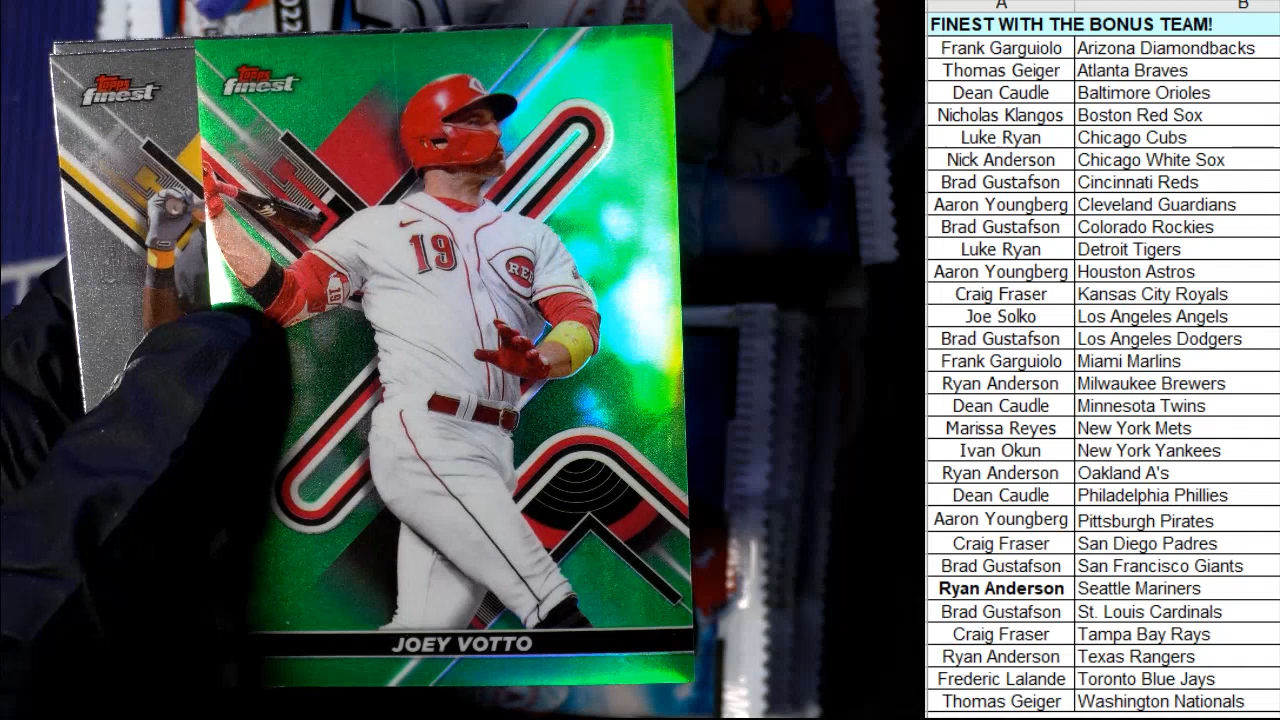 Topps
finest
Topps
finest
19
REDS
19
JOEY VOTTO
A B
FINEST WITH THE BONUS TEAM!
Frank Garguiolo Arizona Diamondbacks
Thomas Geiger Atlanta Braves
Dean Caudle Baltimore Orioles
Nicholas Klangos Boston Red Sox
Luke Ryan Chicago Cubs
Nick Anderson Chicago White Sox
Brad Gustafson Cincinnati Reds
Aaron Youngberg Cleveland Guardians
Brad Gustafson Colorado Rockies
Luke Ryan Detroit Tigers
Aaron Youngberg Houston Astros
Craig Fraser Kansas City Royals
Joe Solko Los Angeles Angels
Brad Gustafson Los Angeles Dodgers
Frank Garguiolo Miami Marlins
Ryan Anderson Milwaukee Brewers
Dean Caudle Minnesota Twins
Marissa Reyes New York Mets
Ivan Okun New York Yankees
Ryan Anderson Oakland A's
Dean Caudle Philadelphia Phillies
Aaron Youngberg Pittsburgh Pirates
Craig Fraser San Diego Padres
Brad Gustafson San Francisco Giants
Ryan Anderson Seattle Mariners
Brad Gustafson St. Louis Cardinals
Craig Fraser Tampa Bay Rays
Ryan Anderson Texas Rangers
Frederic Lalande Toronto Blue Jays
Thomas Geiger Washington Nationals